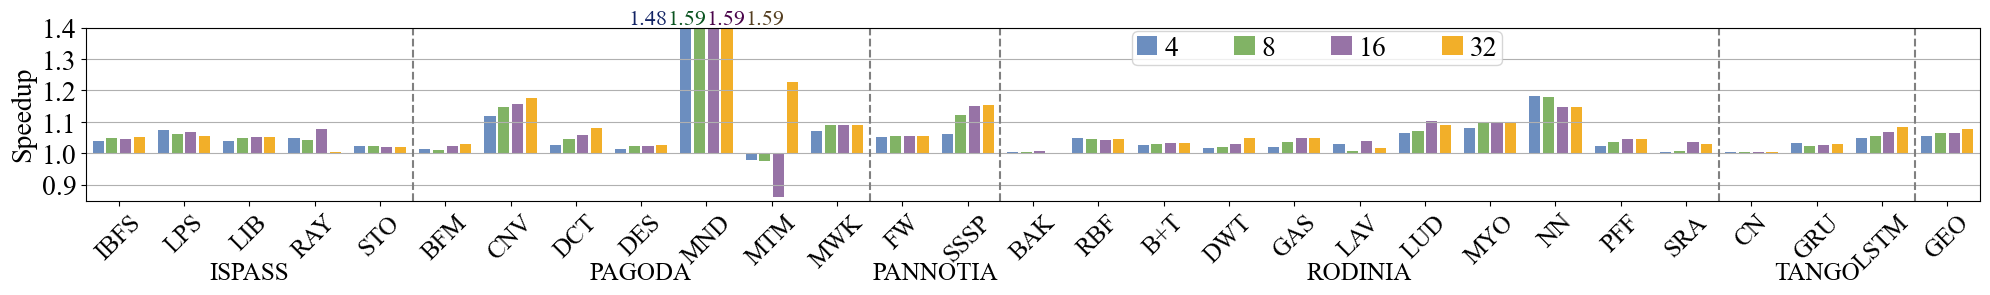 1.48 1.59 1.59 1.59
1.4
1.3
1.2
1.1
1.0
0.9
Speedup
4 8 16 32
IBFS LPS LIB RAY STO BFM CNV DCT DES MND MTM MWK FW SSSP BAK RBF B+T DWT GAS LAV LUD MYO NN PFF SRA CN GRU LSTM GEO
ISPASS PAGODA PANNOTIA RODINIA TANGO